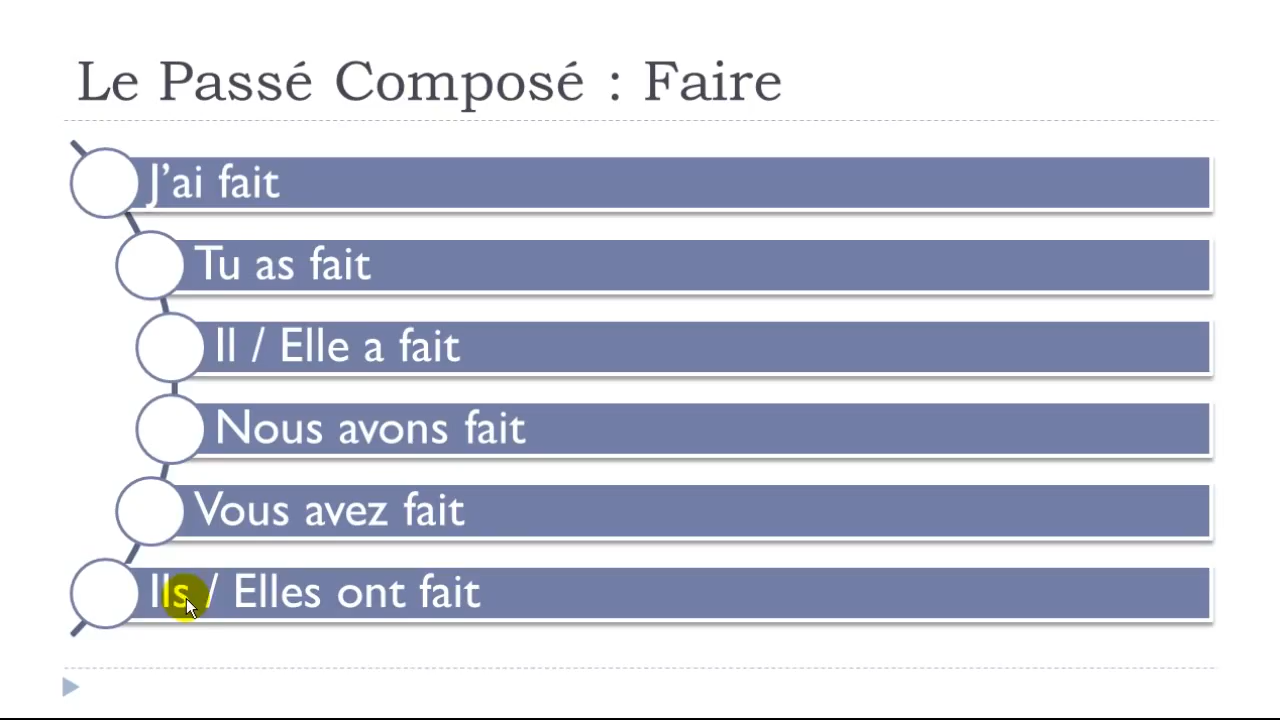 Le Passé Composé : Faire
J’ai fait
Tu as fait
Il / Elle a fait
Nous avons fait
Vous avez fait
Ils / Elles ont fait